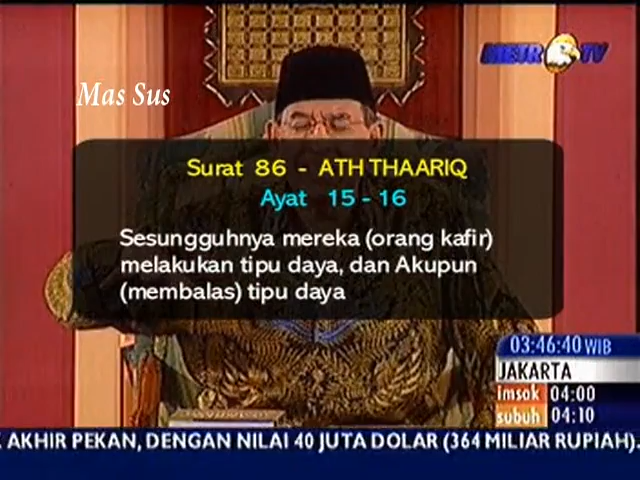 METRO TV
Mas Sus
Surat 86 - ATH THAARIQ
Ayat 15 - 16
Sesungguhnya mereka (orang kafir)
melakukan tipu daya, dan Akupun
(membalas) tipu daya
03:46:40 WIB
JAKARTA
imsak 04:00
subuh 04:10
AKHIR PEKAN, DENGAN NILAI 40 JUTA DOLAR (364 MILIAR RUPIAH).